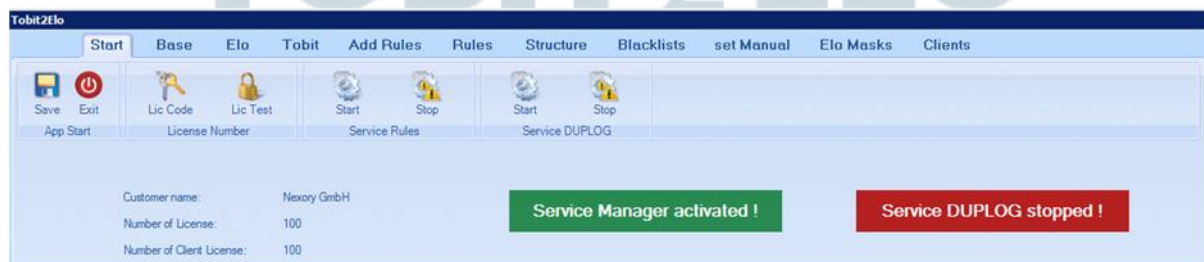 TOBIT2ELO
Tobit2Elo
Start Base Elo Tobit Add Rules Rules Structure Blacklists set Manual Elo Masks Clients
Save Exit Lic Code Lic Test Start Stop Start Stop
App Start License Number Service Rules Service DUPLOG
Customer name: Nexory GmbH Service Manager activated ! Service DUPLOG stopped !
Number of License: 100
Number of Client License: 100